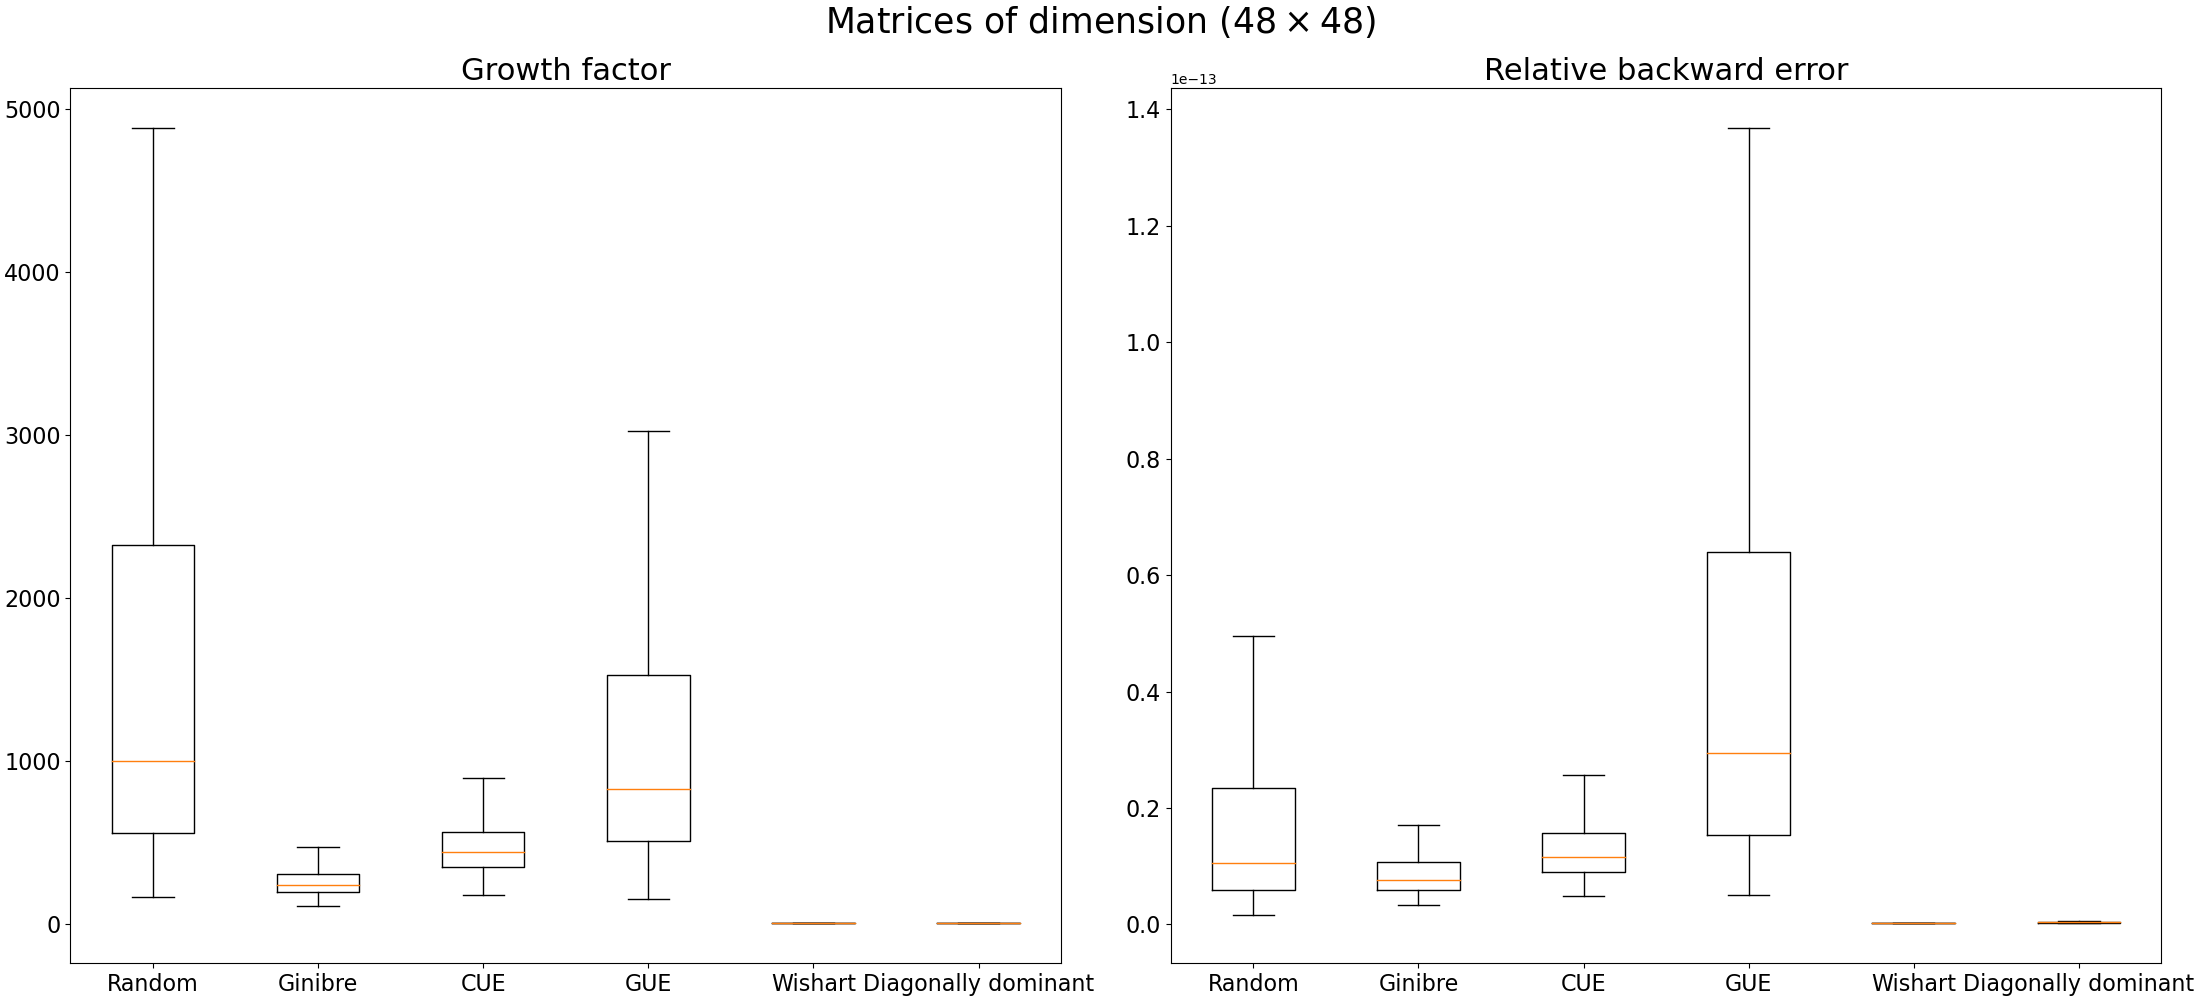 Matrices of dimension (48 × 48)
Growth factor
5000
4000
3000
2000
1000
0
Random Ginibre CUE GUE Wishart Diagonally dominant
Relative backward error
1e−13
1.4
1.2
1.0
0.8
0.6
0.4
0.2
0.0
Random Ginibre CUE GUE Wishart Diagonally dominant